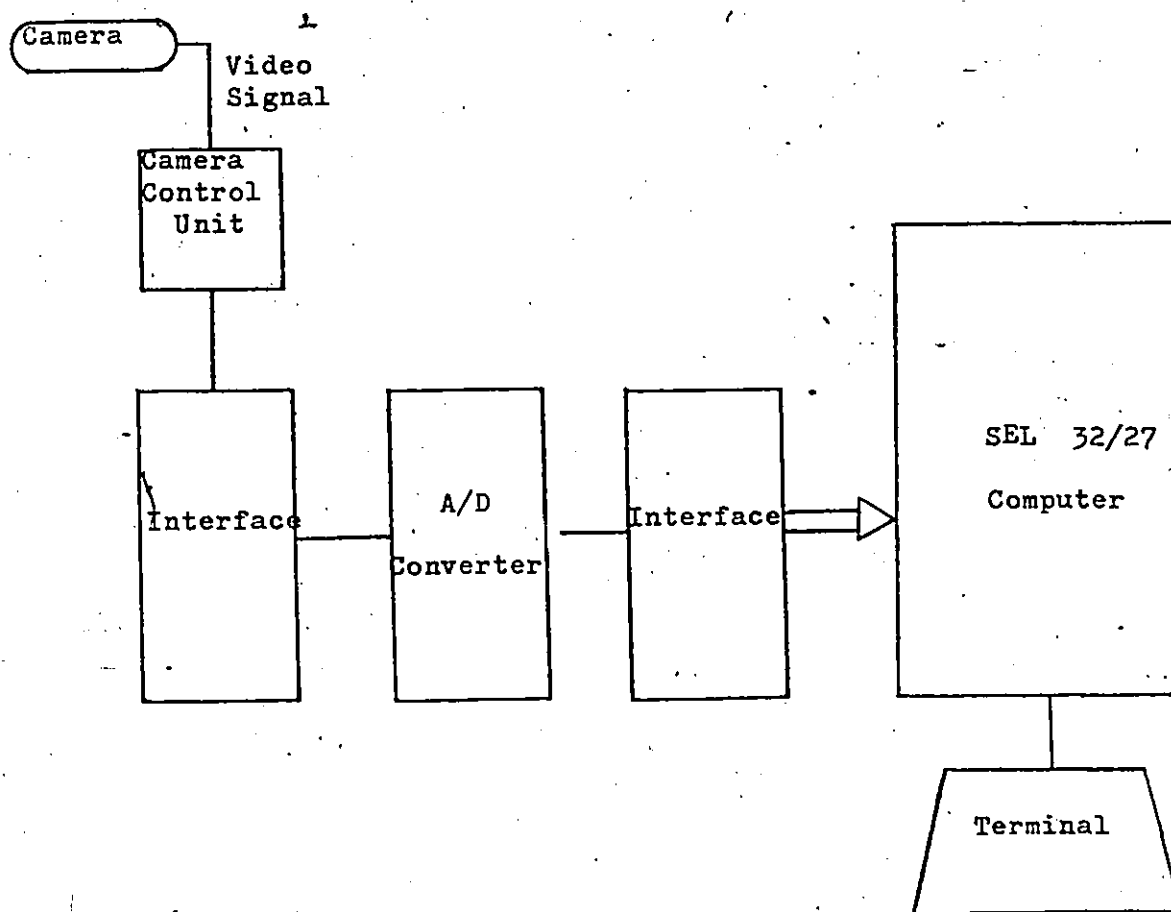 Camera
Video
Signal
Camera
Control
Unit
Interface
A/D
Converter
Interface
SEL 32/27
Computer
Terminal